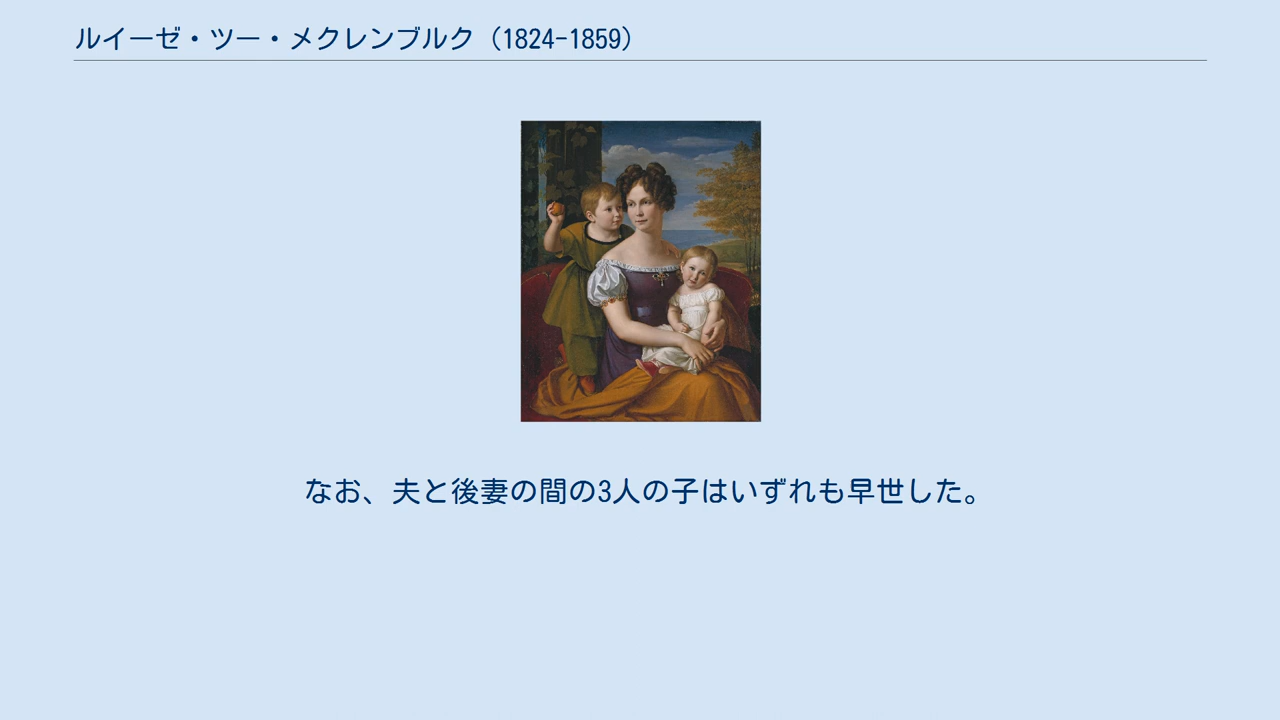 ルイーゼ・ツー・メクレンブルク（1824-1859）
なお、夫と後妻の間の3人の子はいずれも早世した。